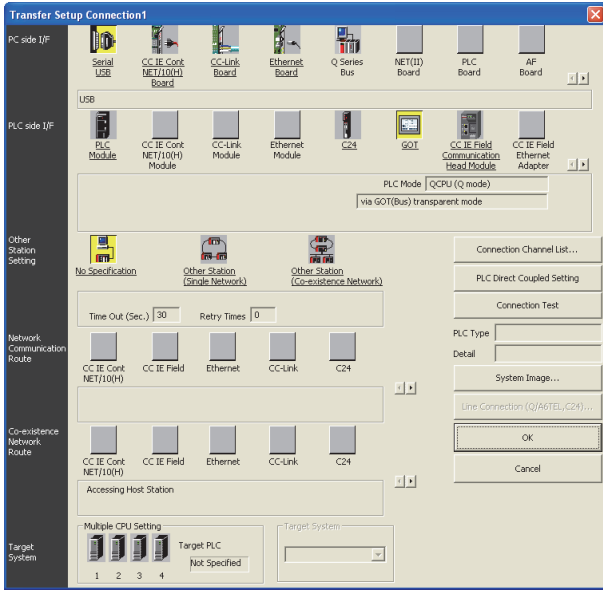 Transfer Setup Connection1
PC side I/F
Serial
USB
CC IE Cont
NET/10(H)
Board
CC-Link
Board
Ethernet
Board
Q Series
Bus
NET(II)
Board
PLC
Board
AF
Board
USB
PLC side I/F
PLC
Module
CC IE Cont
NET/10(H)
Module
CC-Link
Module
Ethernet
Module
C24
GOT
CC IE Field
Communication
Head Module
CC IE Field
Ethernet
Adapter
PLC Mode QCPU (Q mode)
via GOT(Bus) transparent mode
Other
Station
Setting
No Specification
Other Station
(Single Network)
Other Station
(Co-existence Network)
Time Out (Sec.) 30 Retry Times 0
Connection Channel List...
PLC Direct Coupled Setting
Connection Test
PLC Type
Detail
System Image...
Line Connection (Q/A6TEL,C24)...
OK
Cancel
Network
Communication
Route
CC IE Cont
NET/10(H)
CC IE Field
Ethernet
CC-Link
C24
Co-existence
Network
Route
CC IE Cont
NET/10(H)
CC IE Field
Ethernet
CC-Link
C24
Accessing Host Station
Target
System
Multiple CPU Setting
1 2 3 4
Target PLC
Not Specified
Target System